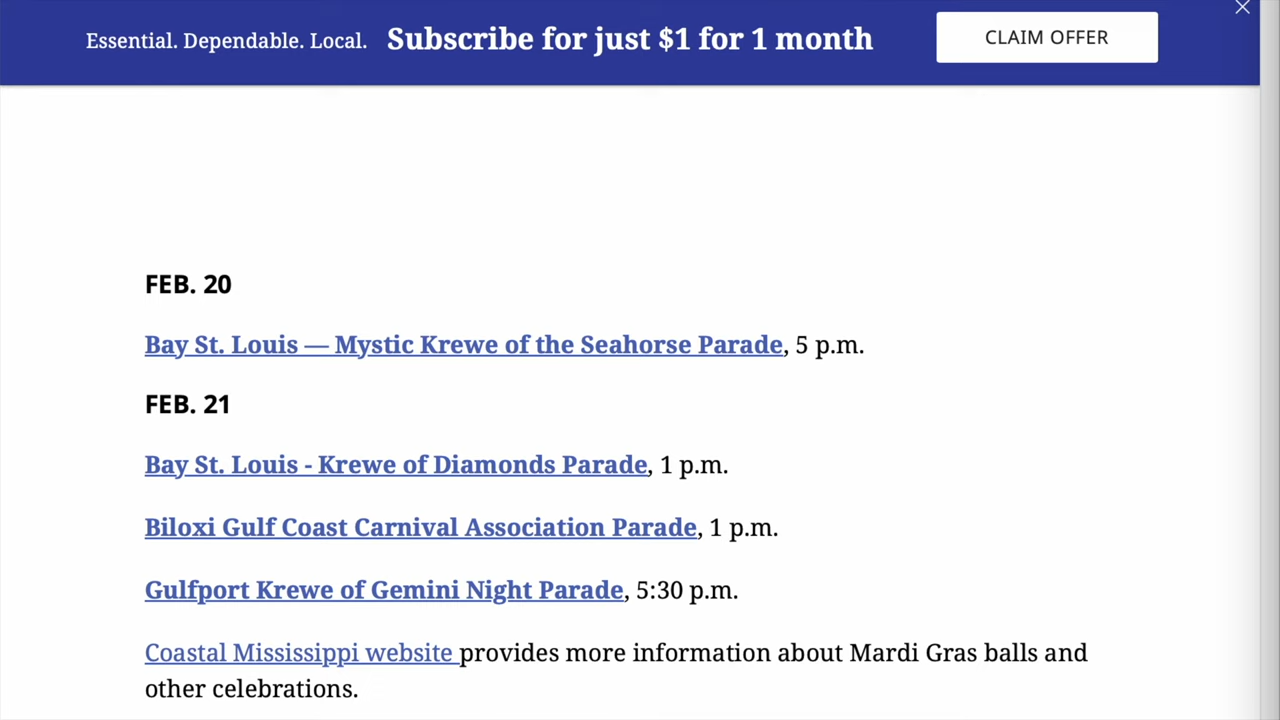 Essential. Dependable. Local. Subscribe for just $1 for 1 month CLAIM OFFER
FEB. 20
Bay St. Louis — Mystic Krewe of the Seahorse Parade, 5 p.m.
FEB. 21
Bay St. Louis - Krewe of Diamonds Parade, 1 p.m.
Biloxi Gulf Coast Carnival Association Parade, 1 p.m.
Gulfport Krewe of Gemini Night Parade, 5:30 p.m.
Coastal Mississippi website provides more information about Mardi Gras balls and
other celebrations.